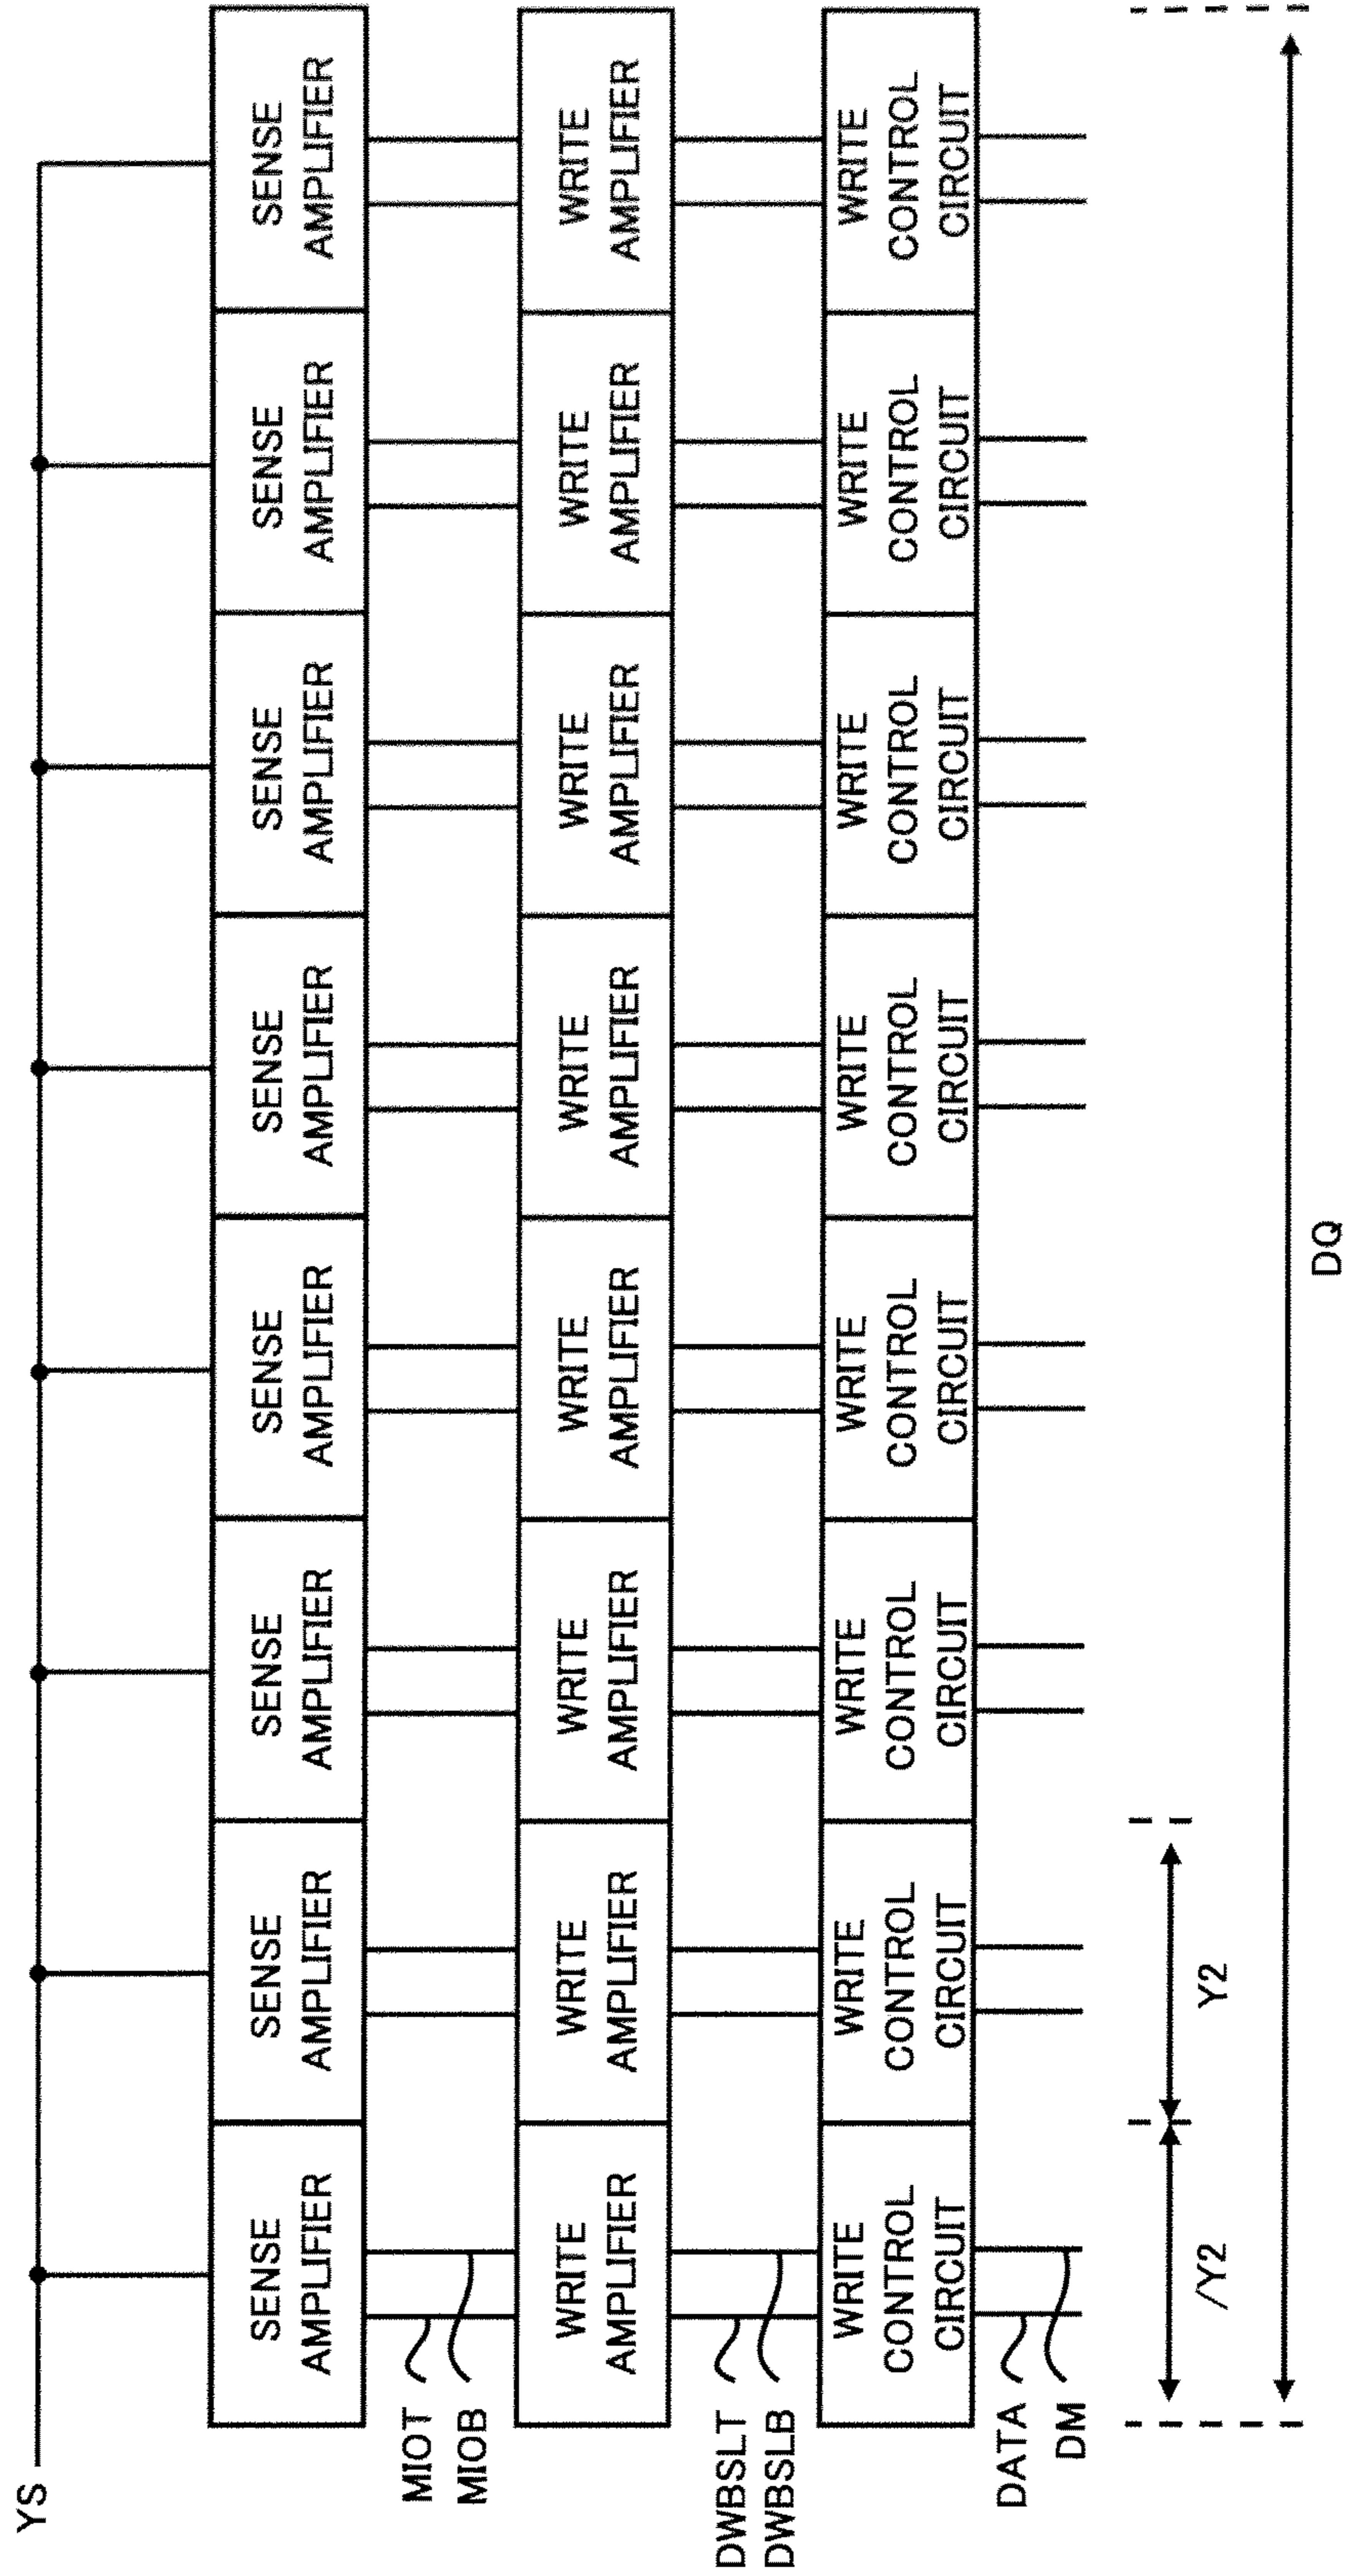 YS
SENSE
AMPLIFIER
SENSE
AMPLIFIER
SENSE
AMPLIFIER
SENSE
AMPLIFIER
SENSE
AMPLIFIER
SENSE
AMPLIFIER
SENSE
AMPLIFIER
SENSE
AMPLIFIER
MIOT
MIOB
WRITE
AMPLIFIER
WRITE
AMPLIFIER
WRITE
AMPLIFIER
WRITE
AMPLIFIER
WRITE
AMPLIFIER
WRITE
AMPLIFIER
WRITE
AMPLIFIER
WRITE
AMPLIFIER
DWBSLT
DWBSLB
WRITE
CONTROL
CIRCUIT
WRITE
CONTROL
CIRCUIT
WRITE
CONTROL
CIRCUIT
WRITE
CONTROL
CIRCUIT
WRITE
CONTROL
CIRCUIT
WRITE
CONTROL
CIRCUIT
WRITE
CONTROL
CIRCUIT
WRITE
CONTROL
CIRCUIT
DATA
DM
/Y2
Y2
DQ